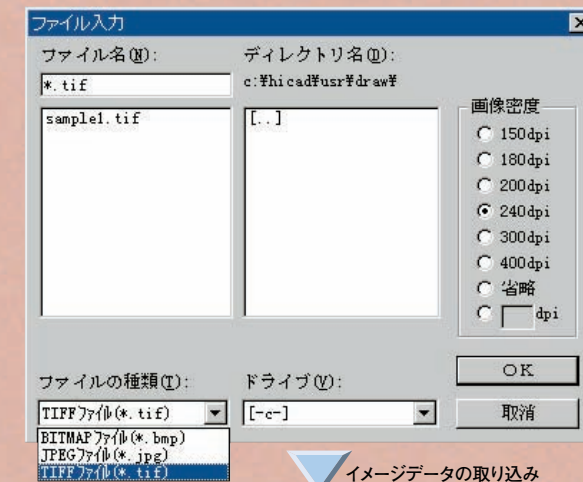 ファイル入力
ファイル名(N):
*.tif
sample1.tif
ディレクトリ名(D):
c:¥hicad¥usr¥draw¥
[..]
画像密度
150dpi
180dpi
200dpi
240dpi
300dpi
400dpi
省略
dpi
ファイルの種類(T):
TIFFファイル(*.tif)
BITMAPファイル(*.bmp)
JPEGファイル(*.jpg)
TIFFファイル(*.tif)
ドライブ(V):
[-c-]
OK
取消
イメージデータの取り込み